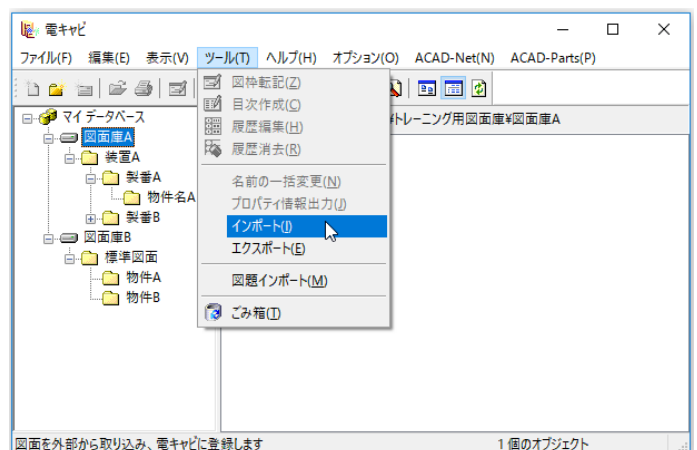 電キャビ
ファイル(F) 編集(E) 表示(V) ツール(T) ヘルプ(H) オプション(O) ACAD-Net(N) ACAD-Parts(P)
図枠転記(Z)
目次作成(C)
履歴編集(H)
履歴消去(R)
名前の一括変更(N)
プロパティ情報出力(J)
インポート(I)
エクスポート(E)
図題インポート(M)
ごみ箱(T)
トレーニング用図面庫¥図面庫A
マイ データベース
図面庫A
装置A
製番A
物件名A
製番B
図面庫B
標準図面
物件A
物件B
図面を外部から取り込み、電キャビに登録します
1 個のオブジェクト